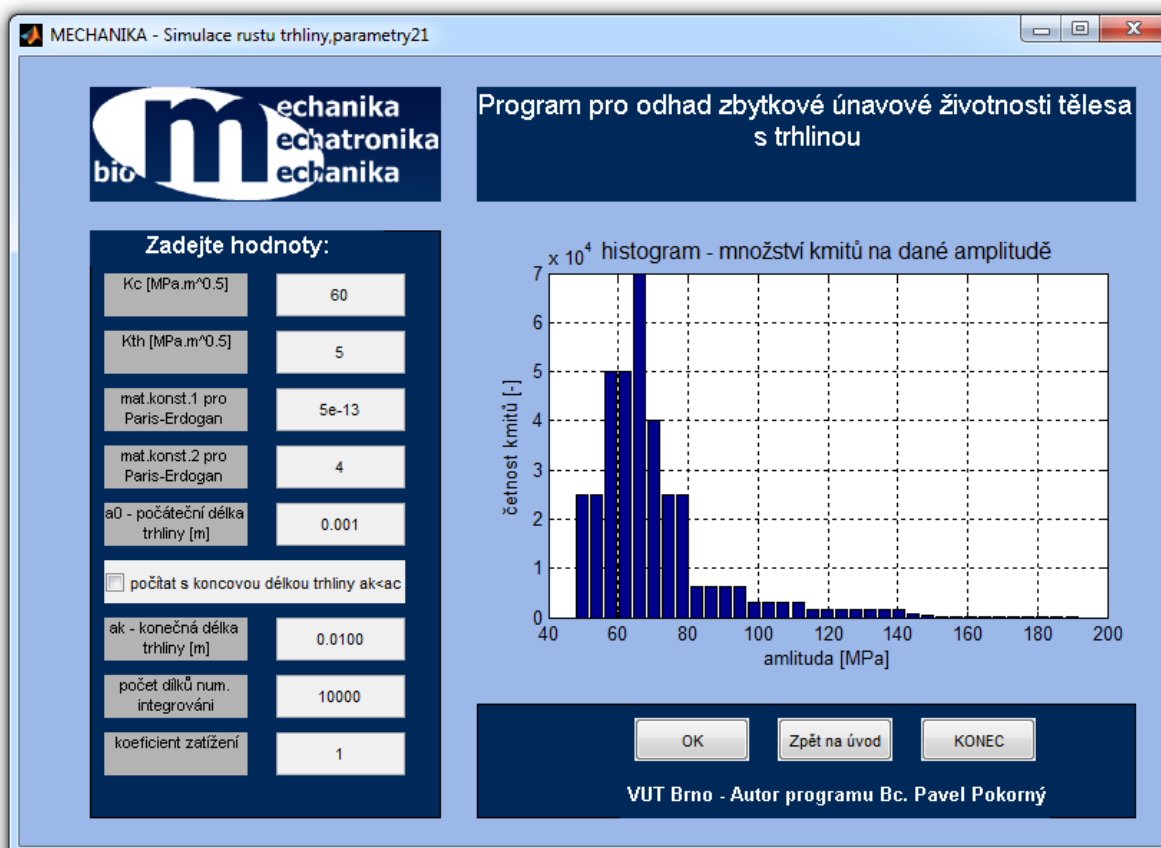 MECHANIKA - Simulace rustu trhliny,parametry21
mechanika
mechatronika
bio mechanika
Program pro odhad zbytkové únavové životnosti tělesa
s trhlinou
Zadejte hodnoty:
Kc [MPa.m^0.5]
60
Kth [MPa.m^0.5]
5
mat.konst.1 pro
Paris-Erdogan
5e-13
mat.konst.2 pro
Paris-Erdogan
4
a0 - počáteční délka
trhliny [m]
0.001
počítat s koncovou délkou trhliny ak<ac
ak - konečná délka
trhliny [m]
0.0100
počet dílků num.
integrováni
10000
koeficient zatížení
1
x 10^4 histogram - množství kmitů na dané amplitudě
7
6
5
4
3
2
1
0
četnost kmitů [-]
40 60 80 100 120 140 160 180 200
amlituda [MPa]
OK
Zpět na úvod
KONEC
VUT Brno - Autor programu Bc. Pavel Pokorný